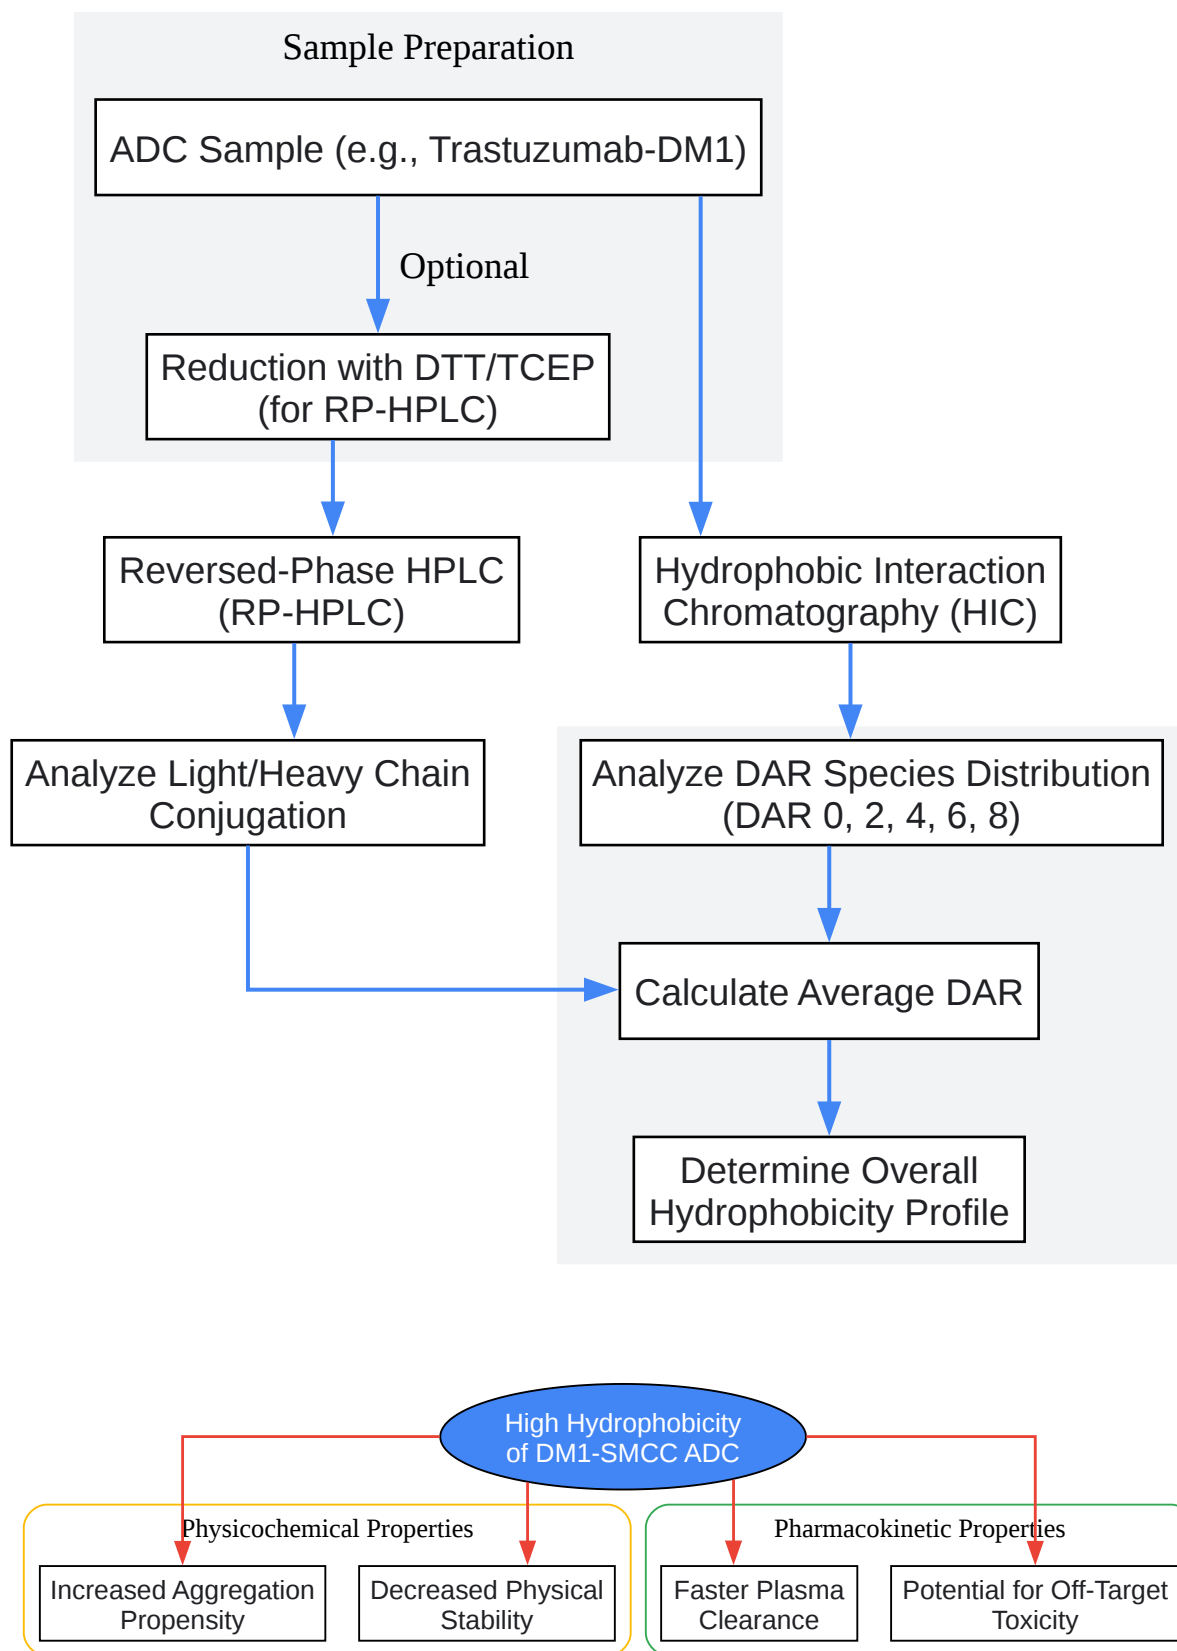 Sample Preparation
ADC Sample (e.g., Trastuzumab-DM1)
Optional
Reduction with DTT/TCEP
(for RP-HPLC)
Reversed-Phase HPLC
(RP-HPLC)
Hydrophobic Interaction
Chromatography (HIC)
Analyze Light/Heavy Chain
Conjugation
Analyze DAR Species Distribution
(DAR 0, 2, 4, 6, 8)
Calculate Average DAR
Determine Overall
Hydrophobicity Profile
High Hydrophobicity
of DM1-SMCC ADC
Physicochemical Properties
Increased Aggregation
Propensity
Decreased Physical
Stability
Pharmacokinetic Properties
Faster Plasma
Clearance
Potential for Off-Target
Toxicity